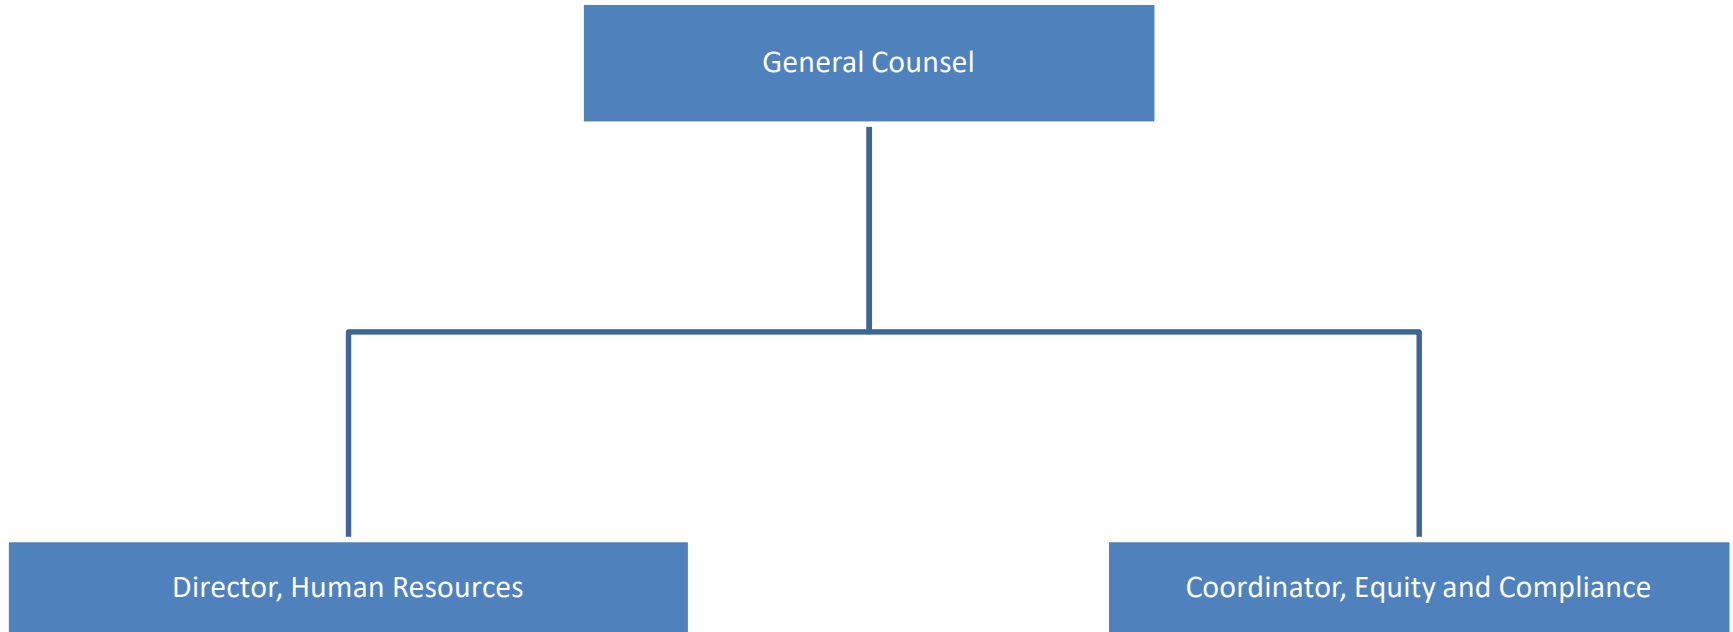 General Counsel
Director, Human Resources
Coordinator, Equity and Compliance